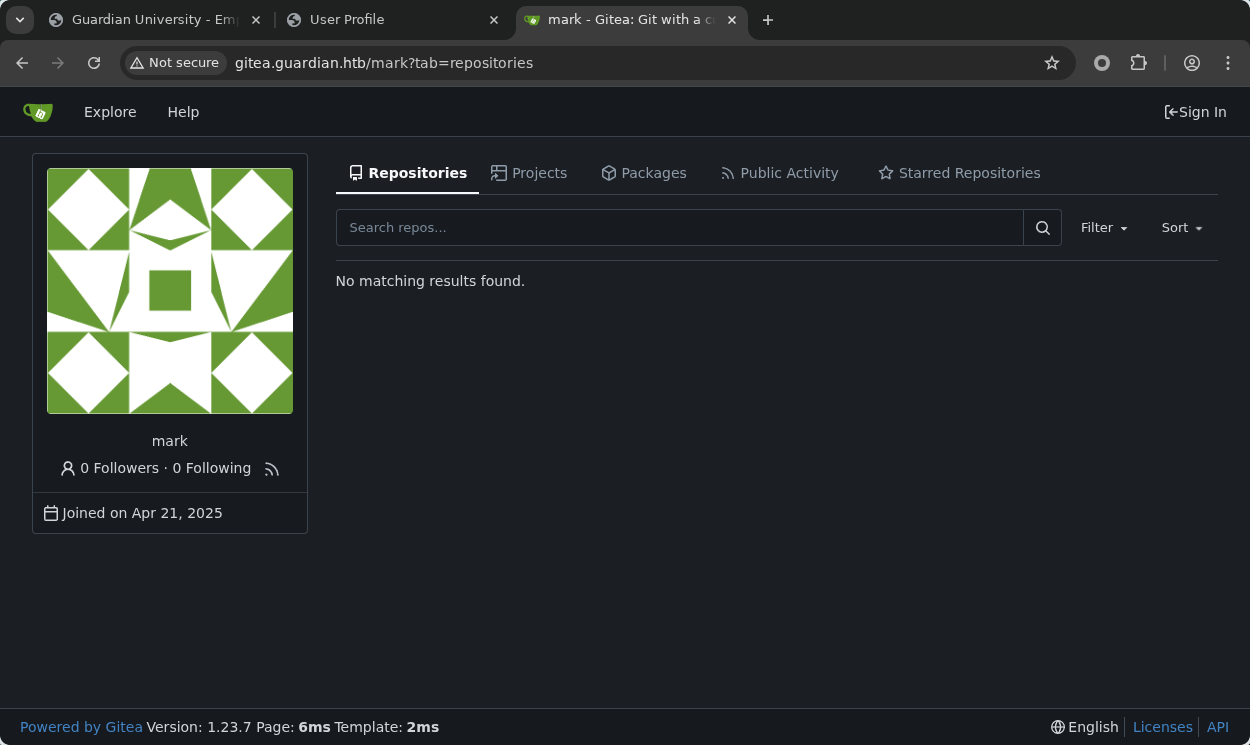 Guardian University - Em
User Profile
mark - Gitea: Git with a c
Not secure
gitea.guardian.htb/mark?tab=repositories
Explore
Help
Sign In
Repositories
Projects
Packages
Public Activity
Starred Repositories
Search repos...
Filter
Sort
No matching results found.
mark
0 Followers · 0 Following
Joined on Apr 21, 2025
Powered by Gitea Version: 1.23.7 Page: 6ms Template: 2ms
English
Licenses
API